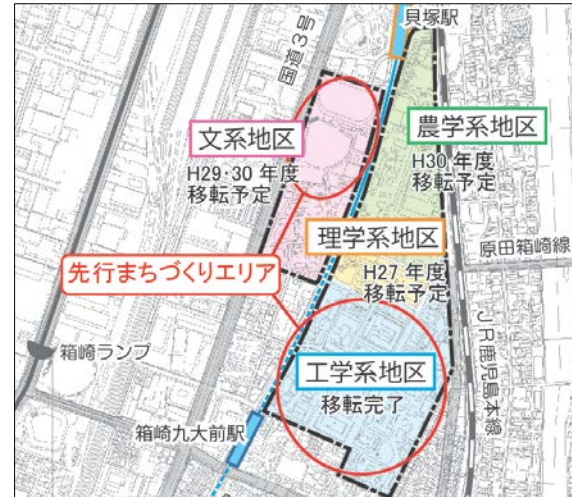 貝塚駅
国道3号
文系地区
H29・30 年度
移転予定
農学系地区
H30 年度
移転予定
理学系地区
H27 年度
移転予定
原田箱崎線
先行まちづくりエリア
箱崎ランプ
工学系地区
移転完了
JR鹿児島本線
箱崎九大前駅